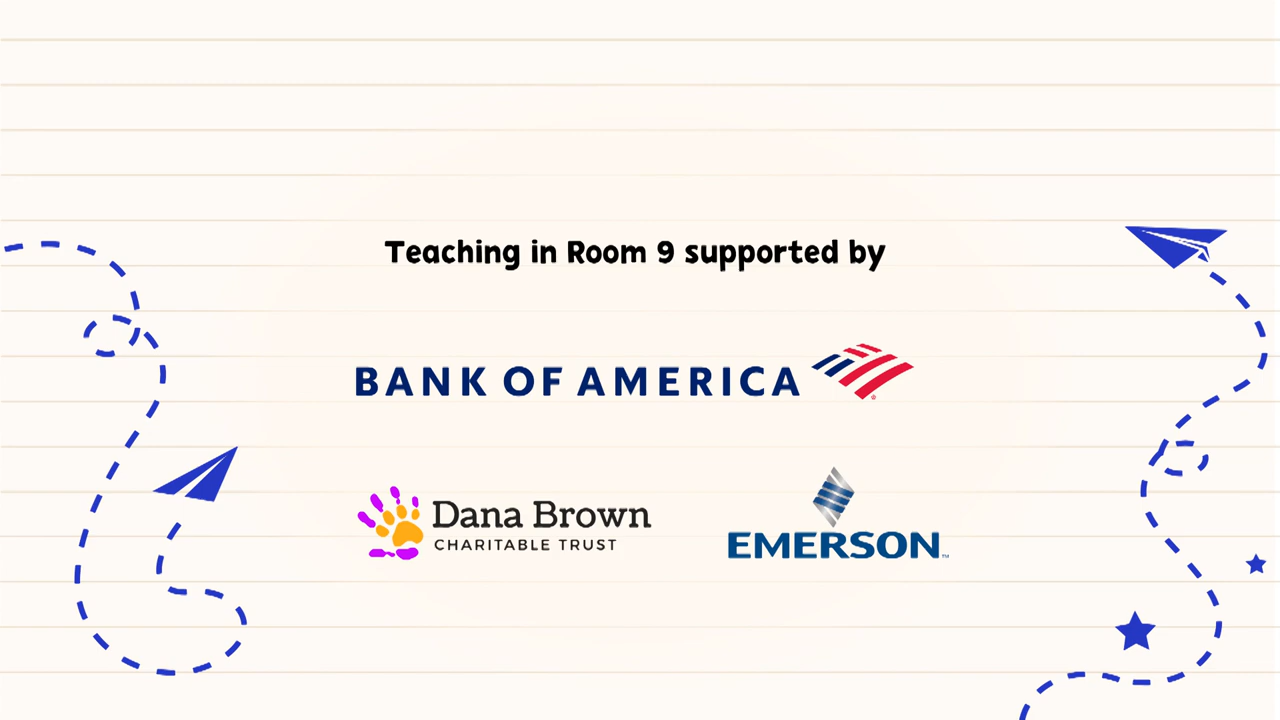 Teaching in Room 9 supported by
BANK OF AMERICA
Dana Brown
CHARITABLE TRUST
EMERSON